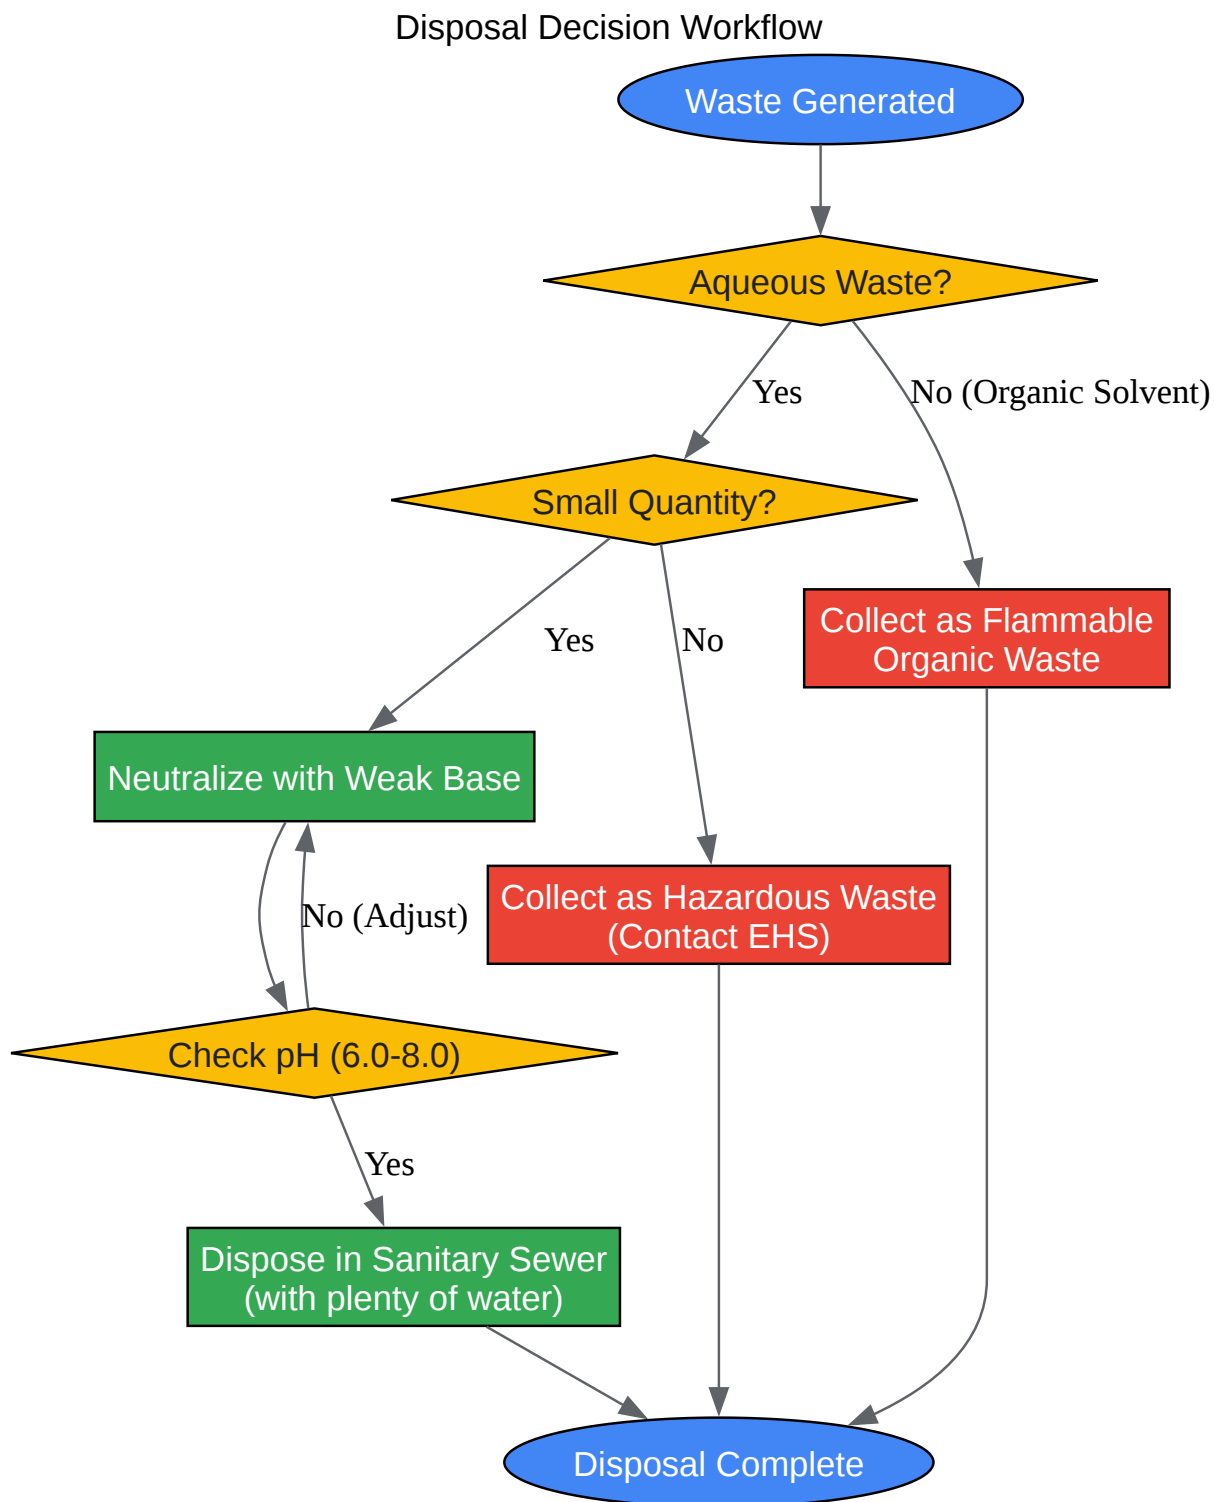 Disposal Decision Workflow
Waste Generated
Aqueous Waste?
Yes
No (Organic Solvent)
Small Quantity?
Yes
No
Collect as Flammable
Organic Waste
Neutralize with Weak Base
No (Adjust)
Collect as Hazardous Waste
(Contact EHS)
Check pH (6.0-8.0)
Yes
Dispose in Sanitary Sewer
(with plenty of water)
Disposal Complete